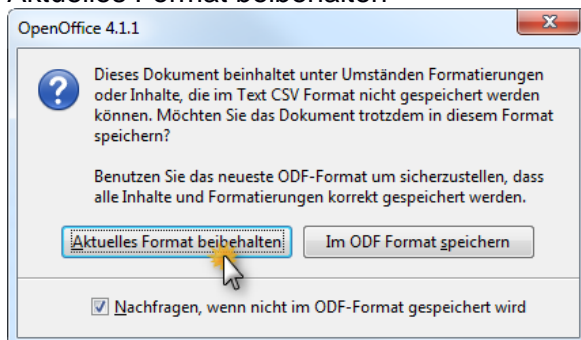 Aktuelles Format beibehalten
OpenOffice 4.1.1
Dieses Dokument beinhaltet unter Umständen Formatierungen
oder Inhalte, die im Text CSV Format nicht gespeichert werden
können. Möchten Sie das Dokument trotzdem in diesem Format
speichern?
Benutzen Sie das neueste ODF-Format um sicherzustellen, dass
alle Inhalte und Formatierungen korrekt gespeichert werden.
Aktuelles Format beibehalten
Im ODF Format speichern
Nachfragen, wenn nicht im ODF-Format gespeichert wird